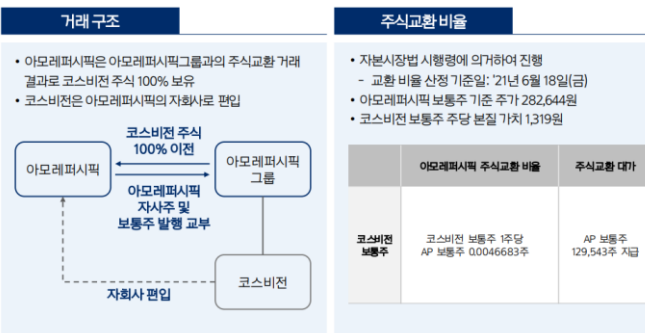 거래 구조
• 아모레퍼시픽은 아모레퍼시픽그룹과의 주식교환 거래
결과로 코스비전 주식 100% 보유
• 코스비전은 아모레퍼시픽의 자회사로 편입
코스비전 주식
100% 이전
아모레퍼시픽
아모레퍼시픽
그룹
아모레퍼시픽
자사주 및
보통주 발행 교부
코스비전
자회사 편입
주식교환 비율
• 자본시장법 시행령에 의거하여 진행
- 교환 비율 산정 기준일: '21년 6월 18일(금)
• 아모레퍼시픽 보통주 기준 주가 282,644원
• 코스비전 보통주 주당 본질 가치 1,319원
아모레퍼시픽 주식교환 비율
주식교환 대가
코스비전
보통주
코스비전 보통주 1주당
AP 보통주 0.0046683주
AP 보통주
129,543주 지급